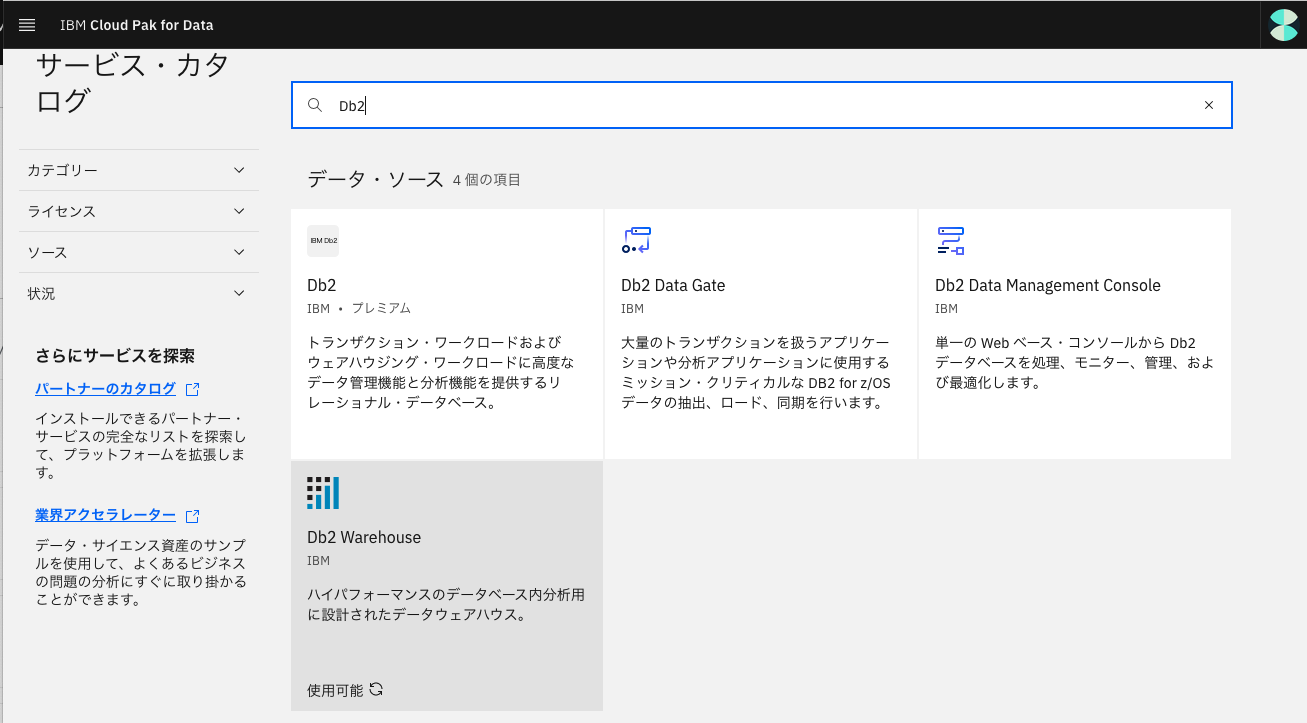 IBM Cloud Pak for Data
サービス・カタ
ログ
カテゴリー
ライセンス
ソース
状況
さらにサービスを探索
パートナーのカタログ
インストールできるパートナー・
サービスの完全なリストを探索し
て、プラットフォームを拡張しま
す。
業界アクセラレーター
データ・サイエンス資産のサンプ
ルを使用して、よくあるビジネス
の問題の分析にすぐに取り掛かる
ことができます。
Db2
データ・ソース 4 個の項目
IBM Db2
Db2
IBM • プレミアム
トランザクション・ワークロードおよび
ウェアハウジング・ワークロードに高度な
データ管理機能と分析機能を提供するリ
レーショナル・データベース。
Db2 Data Gate
IBM
大量のトランザクションを扱うアプリケー
ションや分析アプリケーションに使用する
ミッション・クリティカルな DB2 for z/OS
データの抽出、ロード、同期を行います。
Db2 Data Management Console
IBM
単一の Web ベース・コンソールから Db2
データベースを処理、モニター、管理、およ
び最適化します。
Db2 Warehouse
IBM
ハイパフォーマンスのデータベース内分析用
に設計されたデータウェアハウス。
使用可能